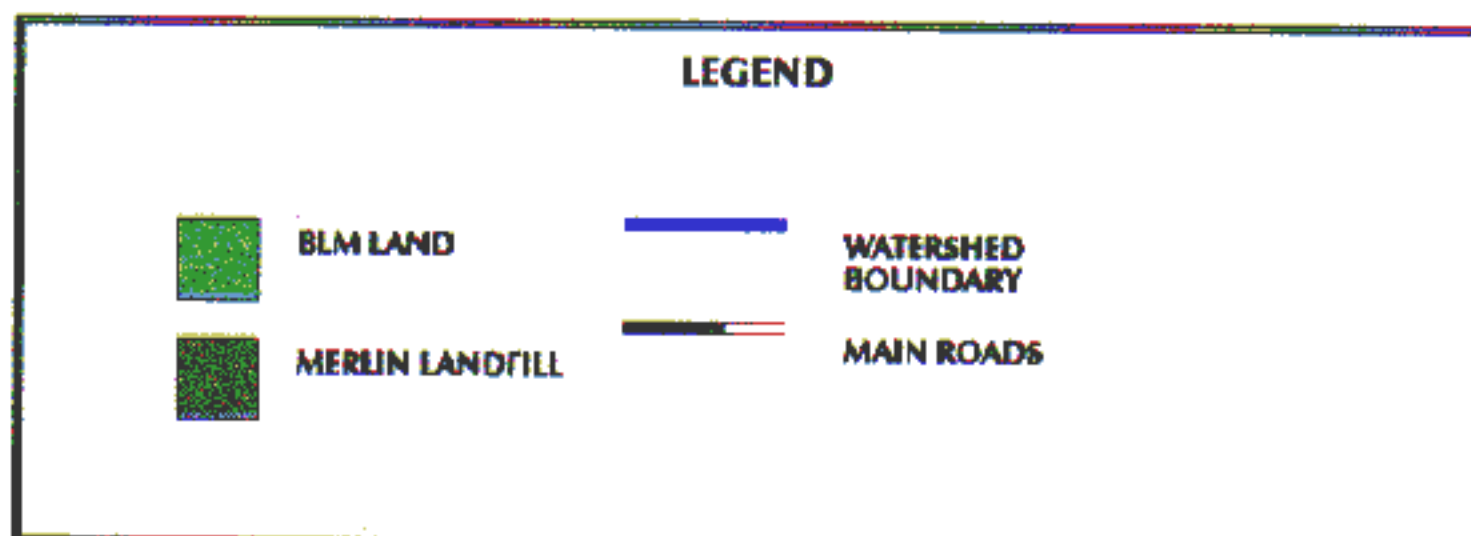 LEGEND
BLM LAND
WATERSHED
BOUNDARY
MERLIN LANDFILL
MAIN ROADS